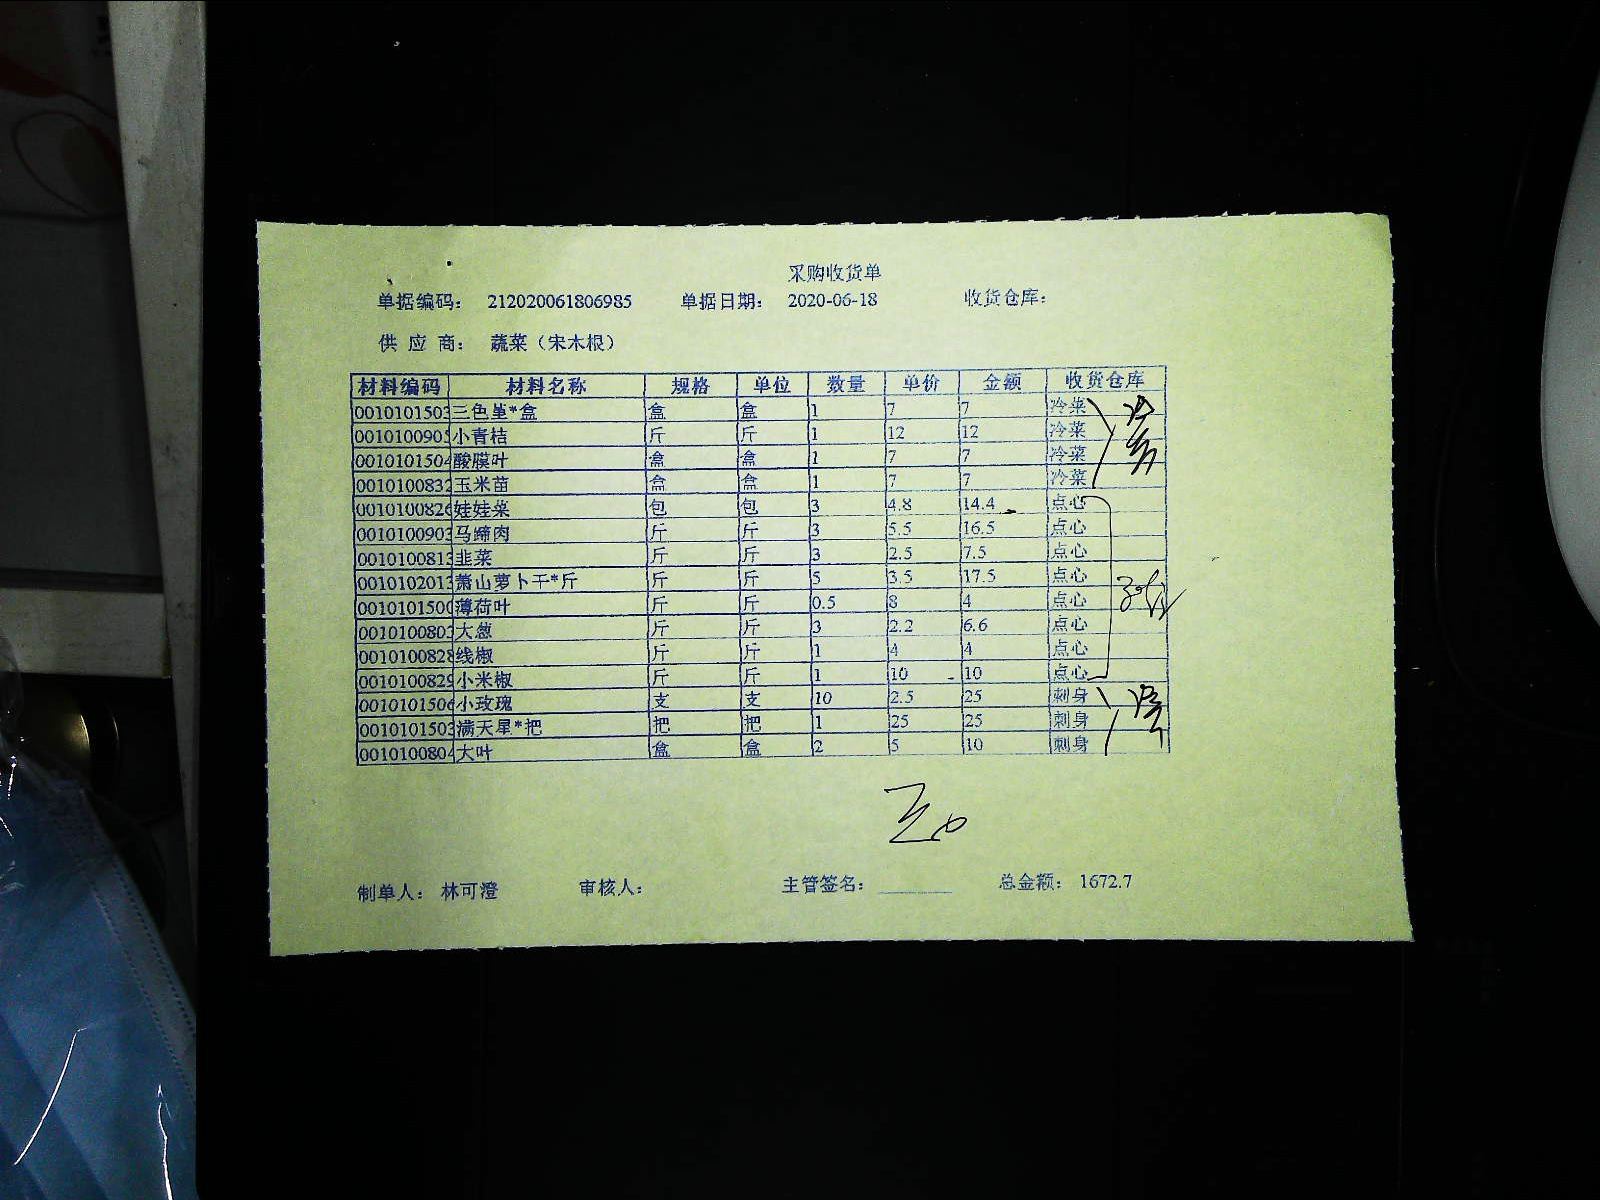 采购收货单
单据编码： 212020061806985 单据日期： 2020-06-18 收货仓库：
供 应 商： 蔬菜（宋木根）
材料编码 材料名称 规格 单位 数量 单价 金额 收货仓库
0010101503 三色堇*盒 盒 盒 1 7 7 冷菜
0010100905 小青桔 斤 斤 1 12 12 冷菜
0010101504 酸膜叶 盒 盒 1 7 7 冷菜
0010100832 玉米苗 盒 盒 1 7 7 冷菜
0010100826 娃娃菜 包 包 3 4.8 14.4 点心
0010100903 马蹄肉 斤 斤 3 5.5 16.5 点心
0010100813 韭菜 斤 斤 3 2.5 7.5 点心
0010102013 萧山萝卜干*斤 斤 斤 5 3.5 17.5 点心
0010101500 薄荷叶 斤 斤 0.5 8 4 点心
0010100803 大葱 斤 斤 3 2.2 6.6 点心
0010100828 线椒 斤 斤 1 4 4 点心
0010100829 小米椒 斤 斤 1 10 10 点心
0010101506 小玫瑰 支 支 10 2.5 25 刺身
0010101503 满天星*把 把 把 1 25 25 刺身
0010100804 大叶 盒 盒 2 5 10 刺身
制单人： 林可澄 审核人： 主管签名： 总金额： 1672.7